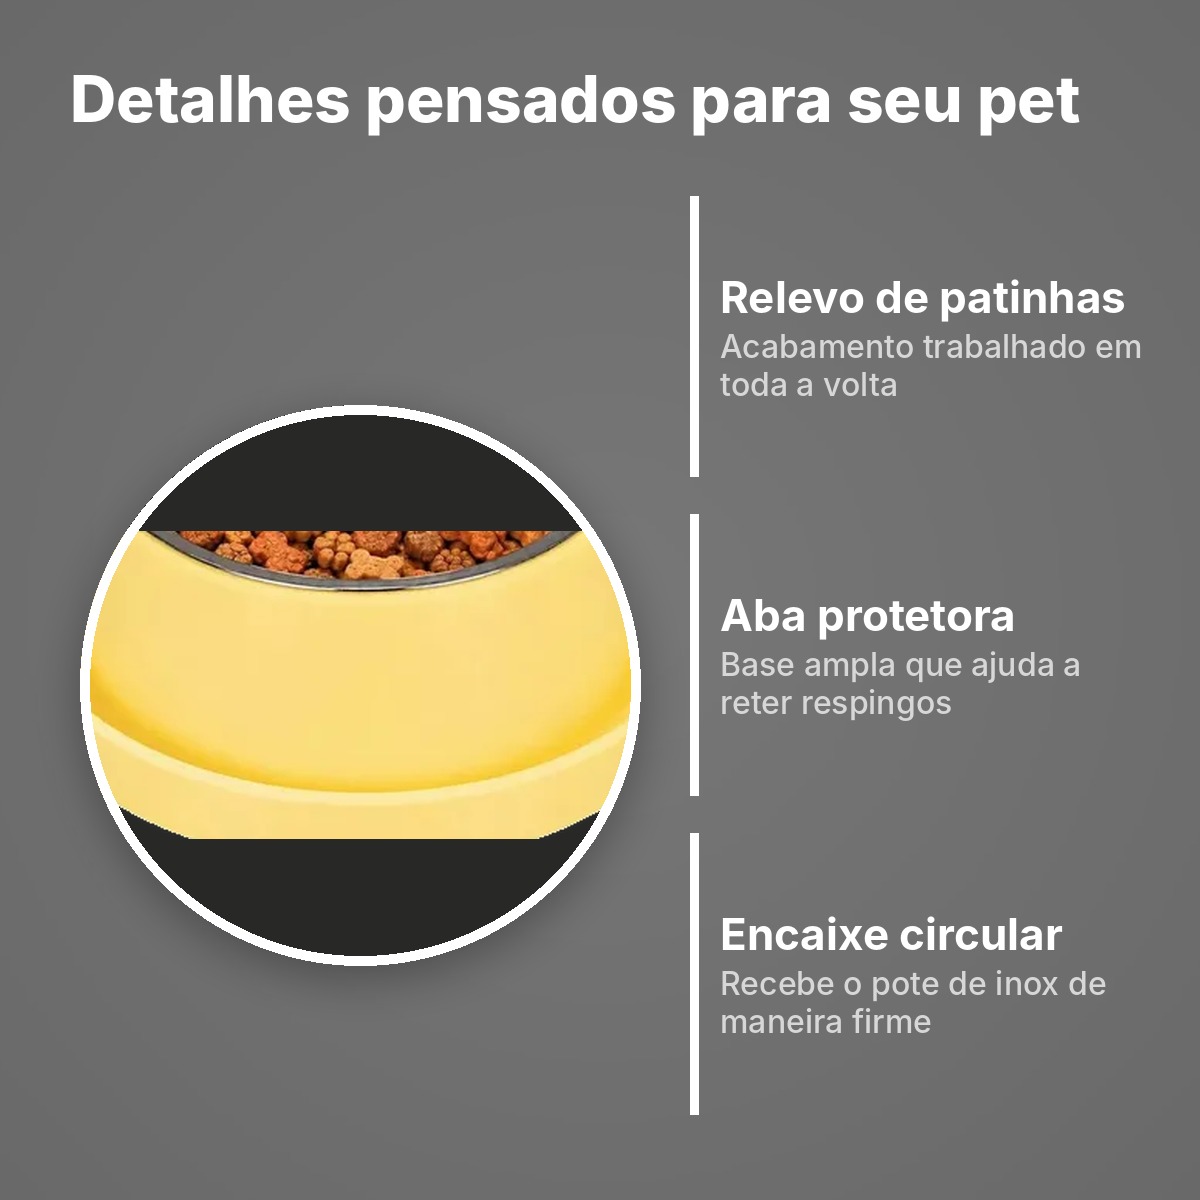 Detalhes pensados para seu pet
Relevo de patinhas
Acabamento trabalhado em
toda a volta
Aba protetora
Base ampla que ajuda a
reter respingos
Encaixe circular
Recebe o pote de inox de
maneira firme